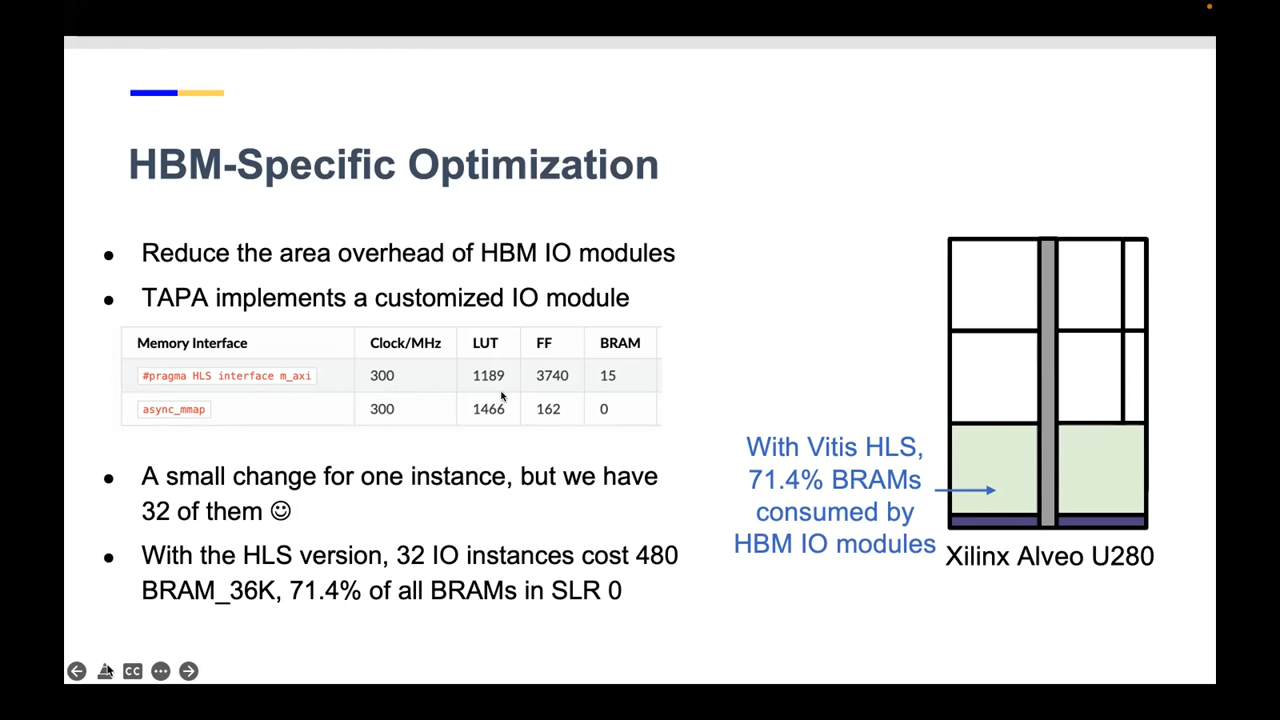 HBM-Specific Optimization
● Reduce the area overhead of HBM IO modules
● TAPA implements a customized IO module
Memory Interface Clock/MHz LUT FF BRAM
#pragma HLS interface m_axi 300 1189 3740 15
async_mmap 300 1466 162 0
● A small change for one instance, but we have
32 of them ☺
● With the HLS version, 32 IO instances cost 480
BRAM_36K, 71.4% of all BRAMs in SLR 0
With Vitis HLS,
71.4% BRAMs
consumed by
HBM IO modules
Xilinx Alveo U280
CC